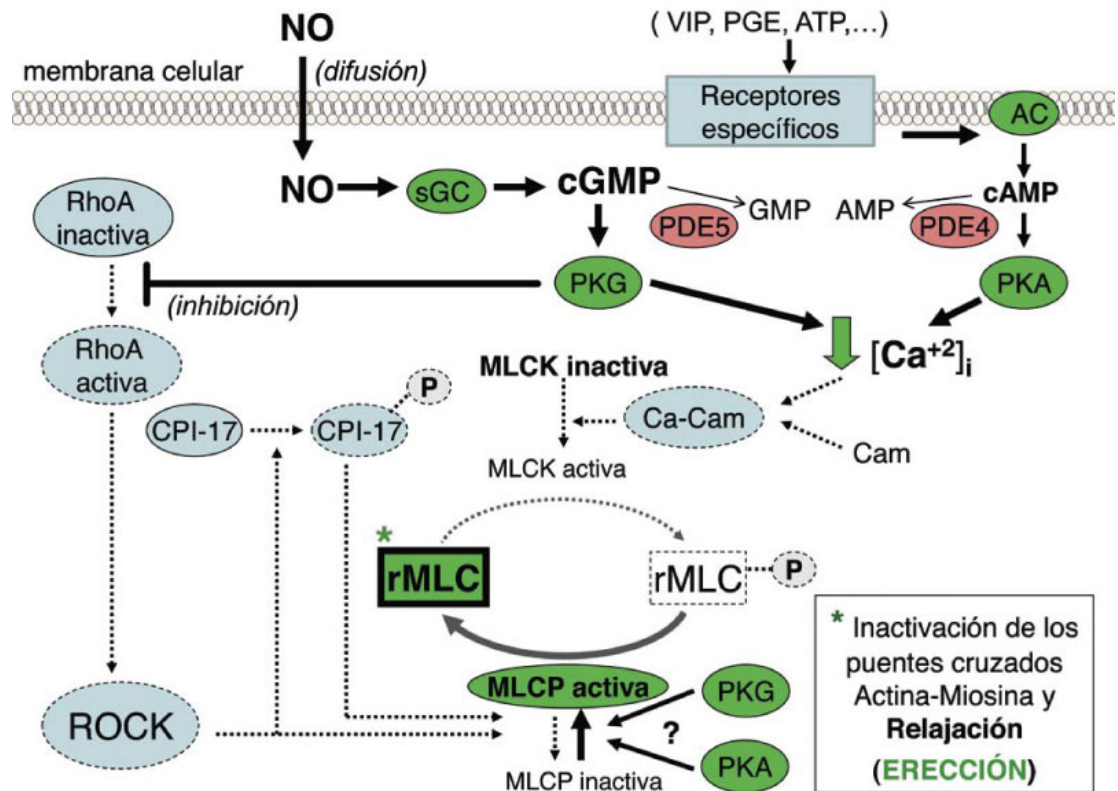 NO
( VIP, PGE, ATP,...)
membrana celular
(difusión)
Receptores
específicos
AC
NO
sGC
cGMP
GMP
AMP
cAMP
PDE5
PDE4
RhoA
inactiva
PKG
PKA
(inhibición)
RhoA
activa
[Ca+2]i
MLCK inactiva
P
CPI-17
CPI-17
Ca-Cam
Cam
MLCK activa
*
rMLC
rMLC
P
* Inactivación de los
puentes cruzados
Actina-Miosina y
Relajación
(ERECCIÓN)
MLCP activa
PKG
ROCK
?
MLCP inactiva
PKA